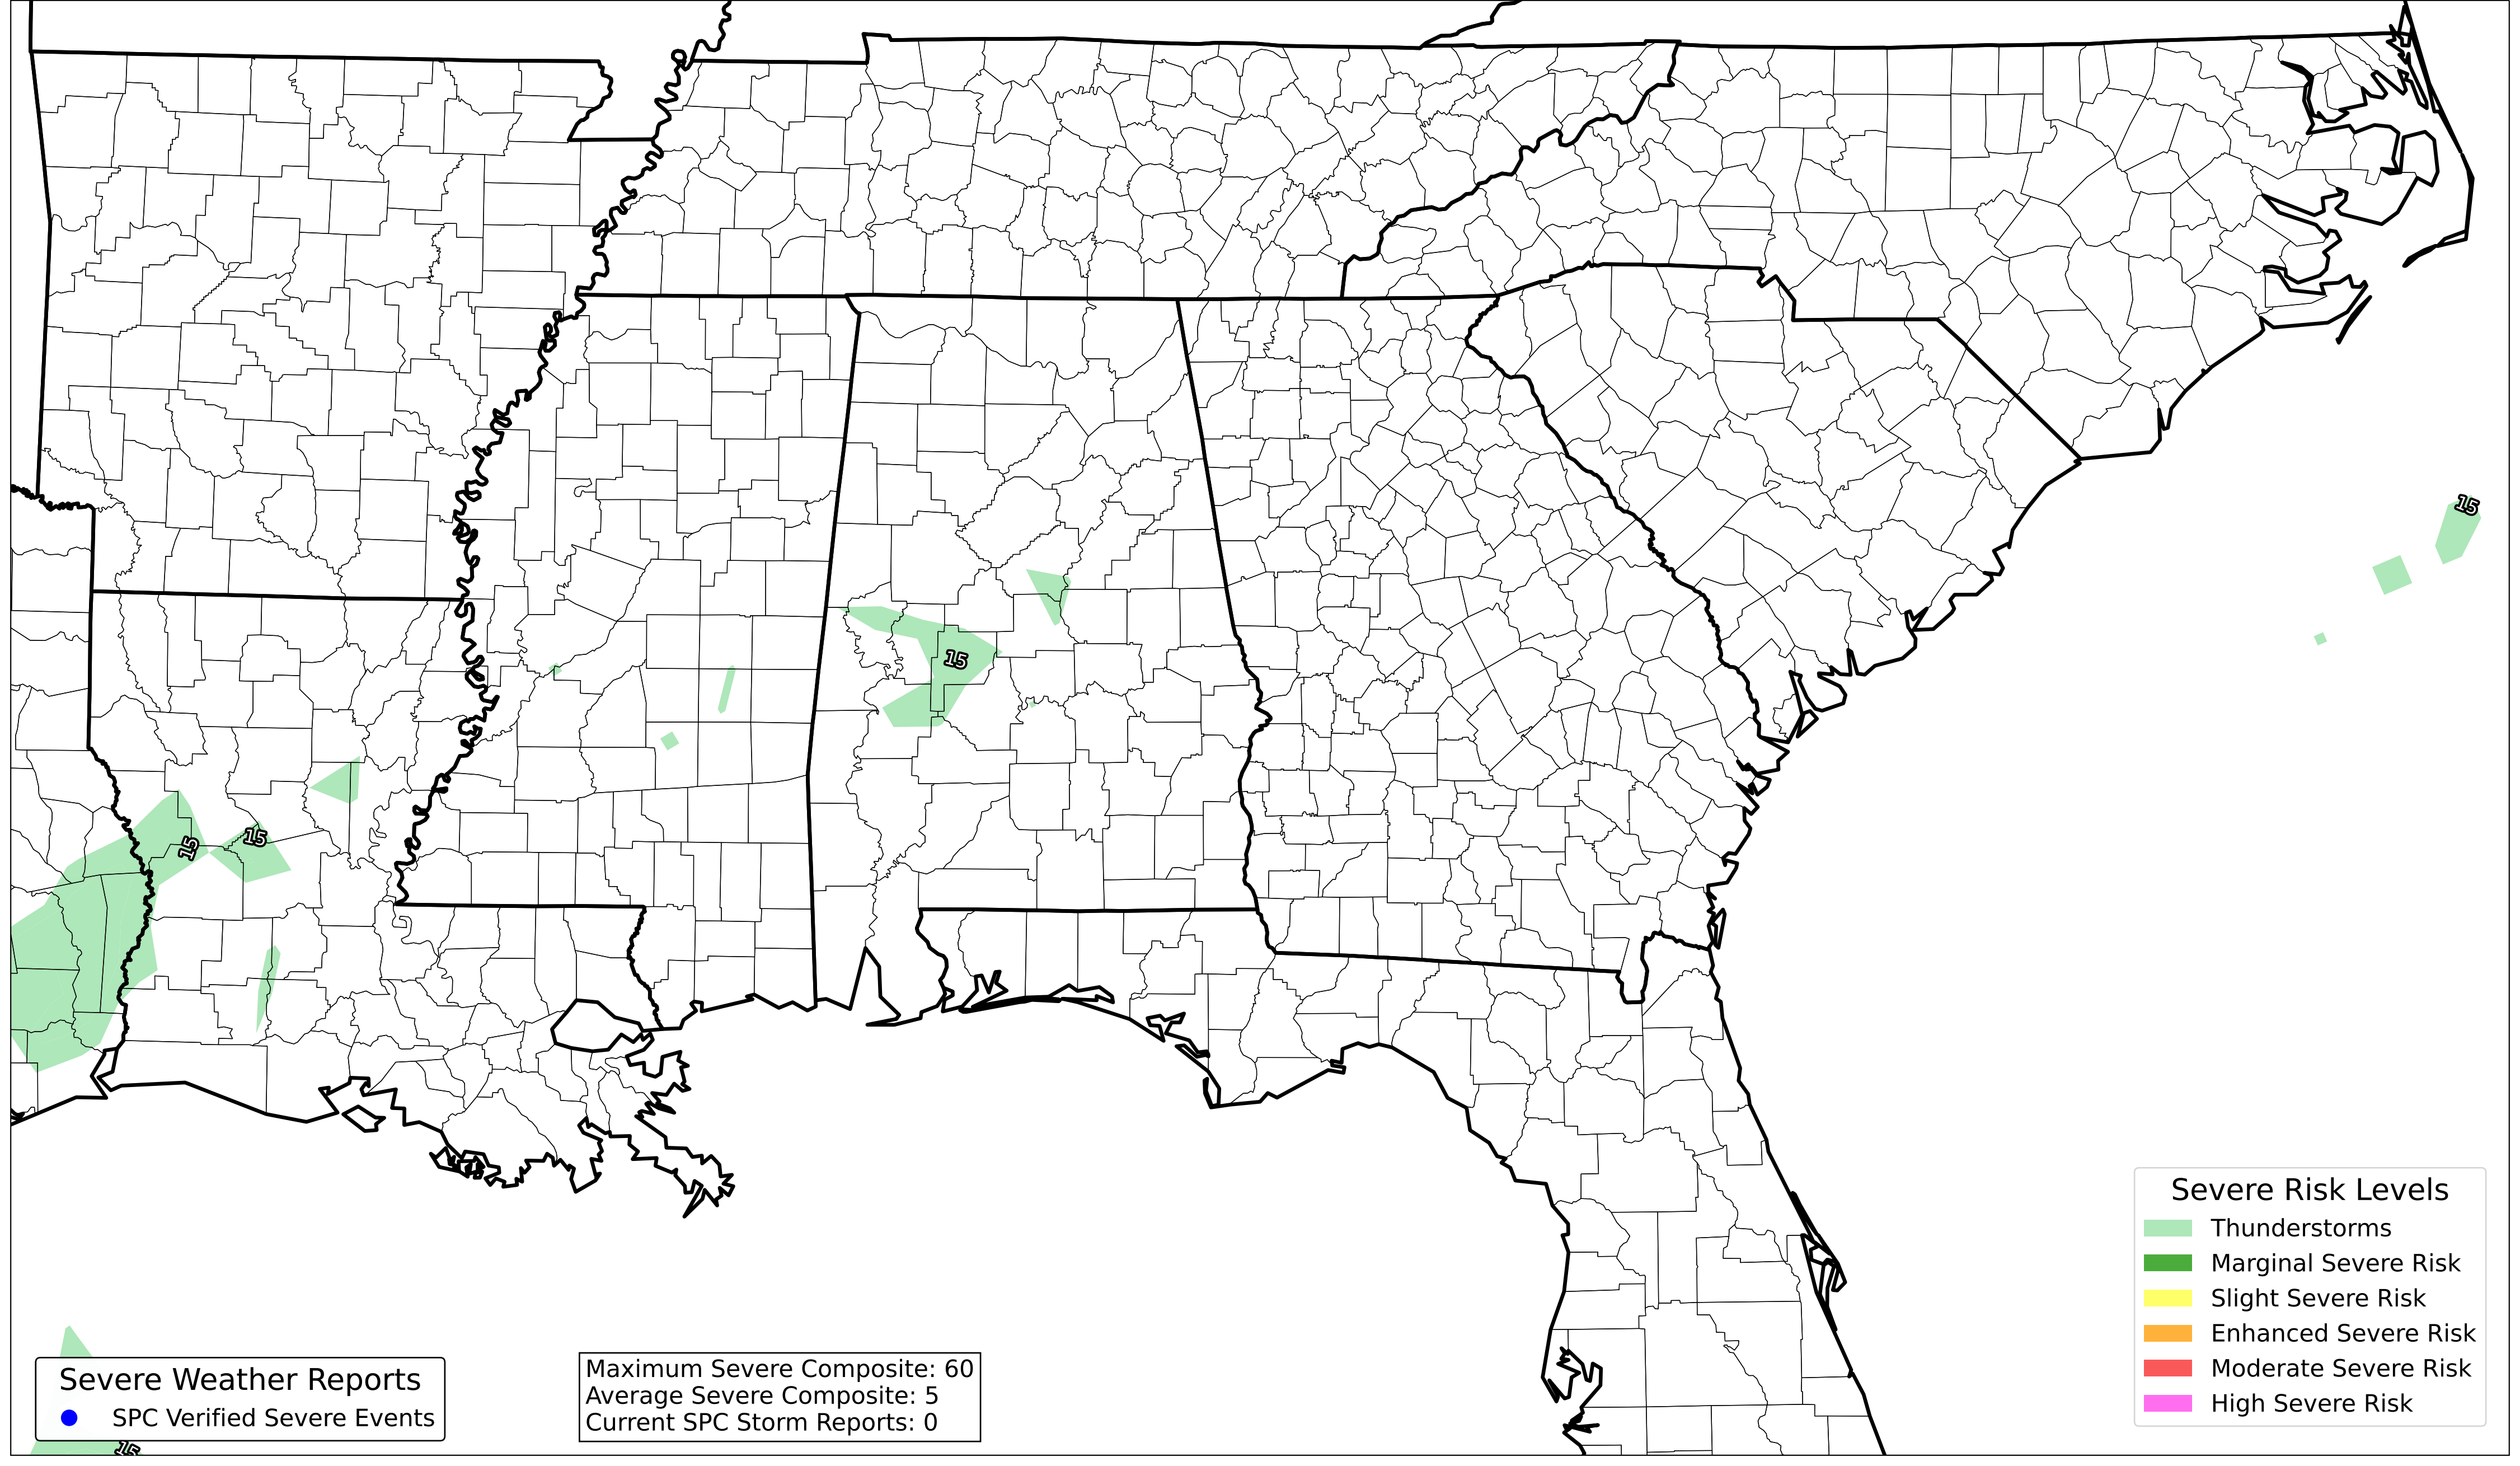 15
15
15
15
Severe Risk Levels
Thunderstorms
Marginal Severe Risk
Slight Severe Risk
Enhanced Severe Risk
Moderate Severe Risk
High Severe Risk
Maximum Severe Composite: 60
Average Severe Composite: 5
Current SPC Storm Reports: 0
Severe Weather Reports
SPC Verified Severe Events
15